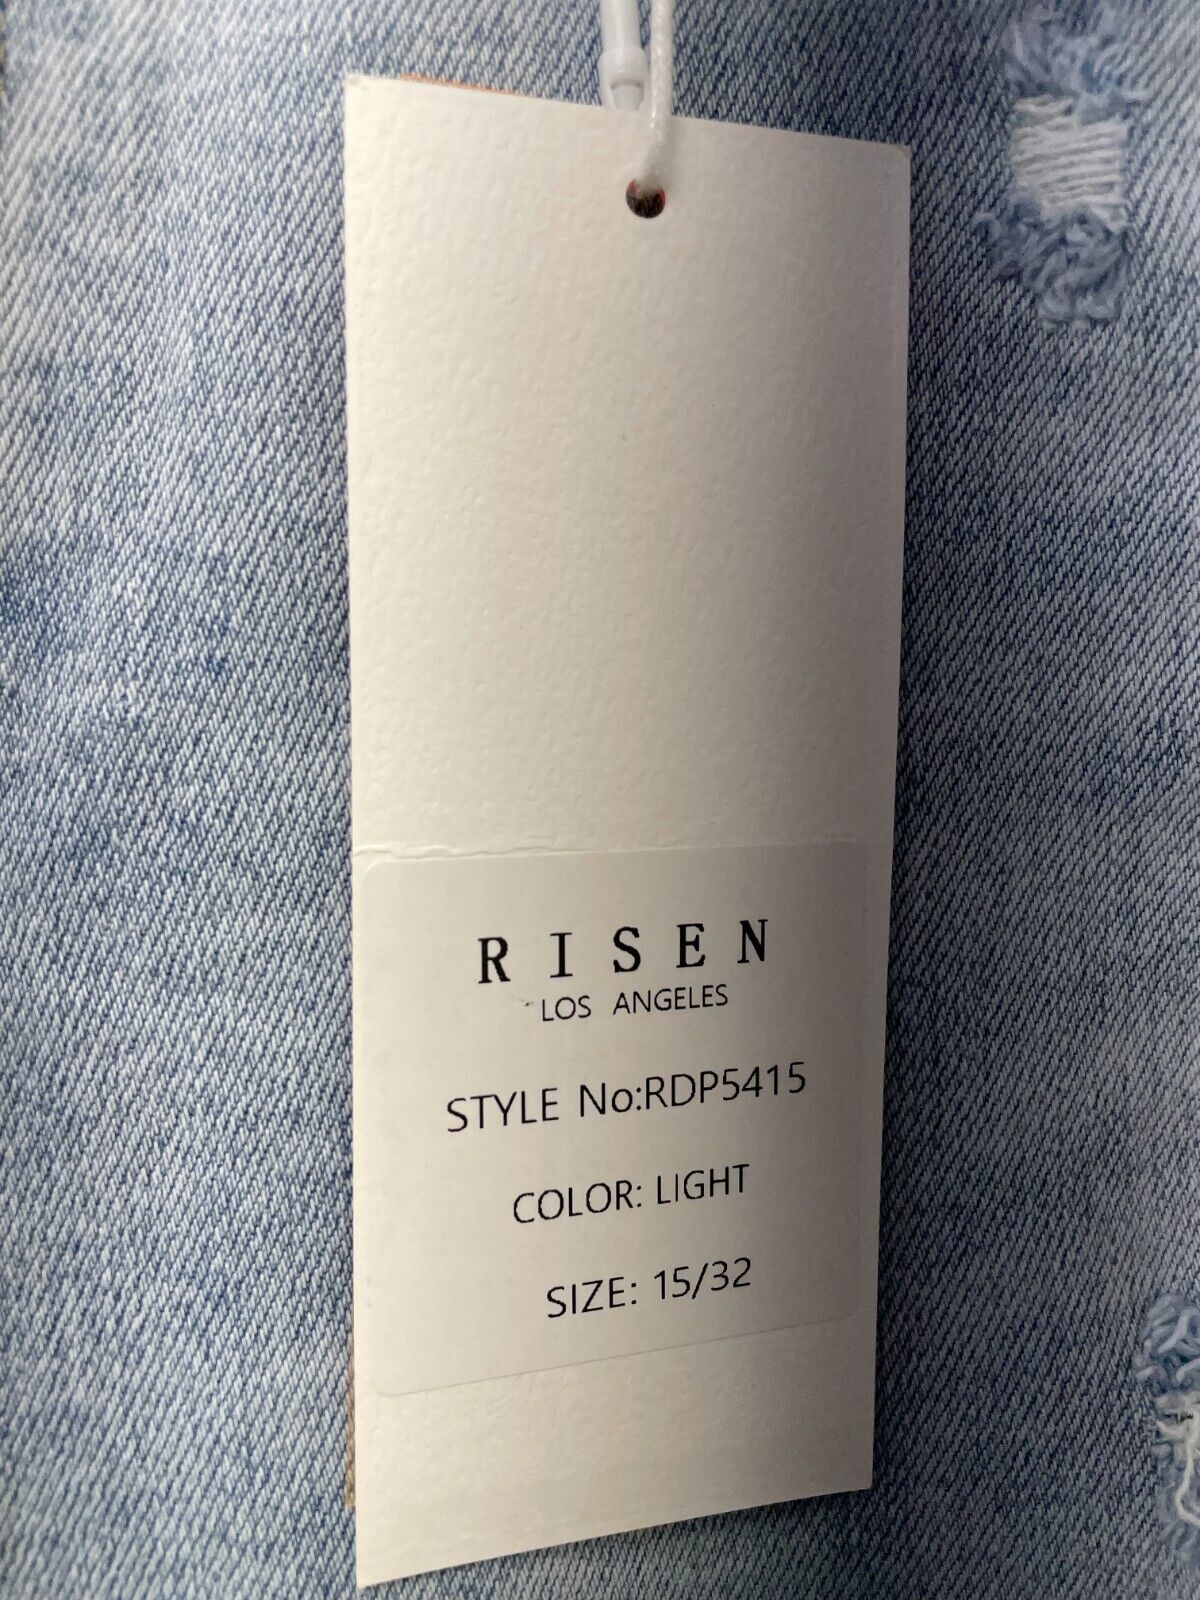 RISEN
LOS ANGELES
STYLE No:RDP5415
COLOR: LIGHT
SIZE: 15/32